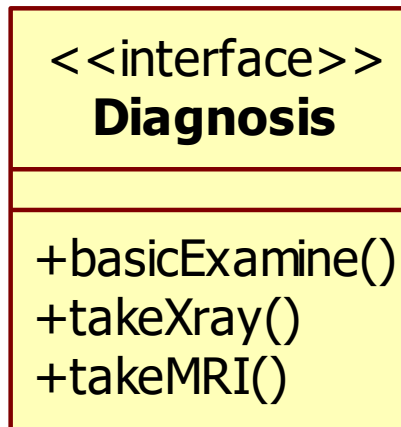 <<interface>>
Diagnosis
+basicExamine()
+takeXray()
+takeMRI()